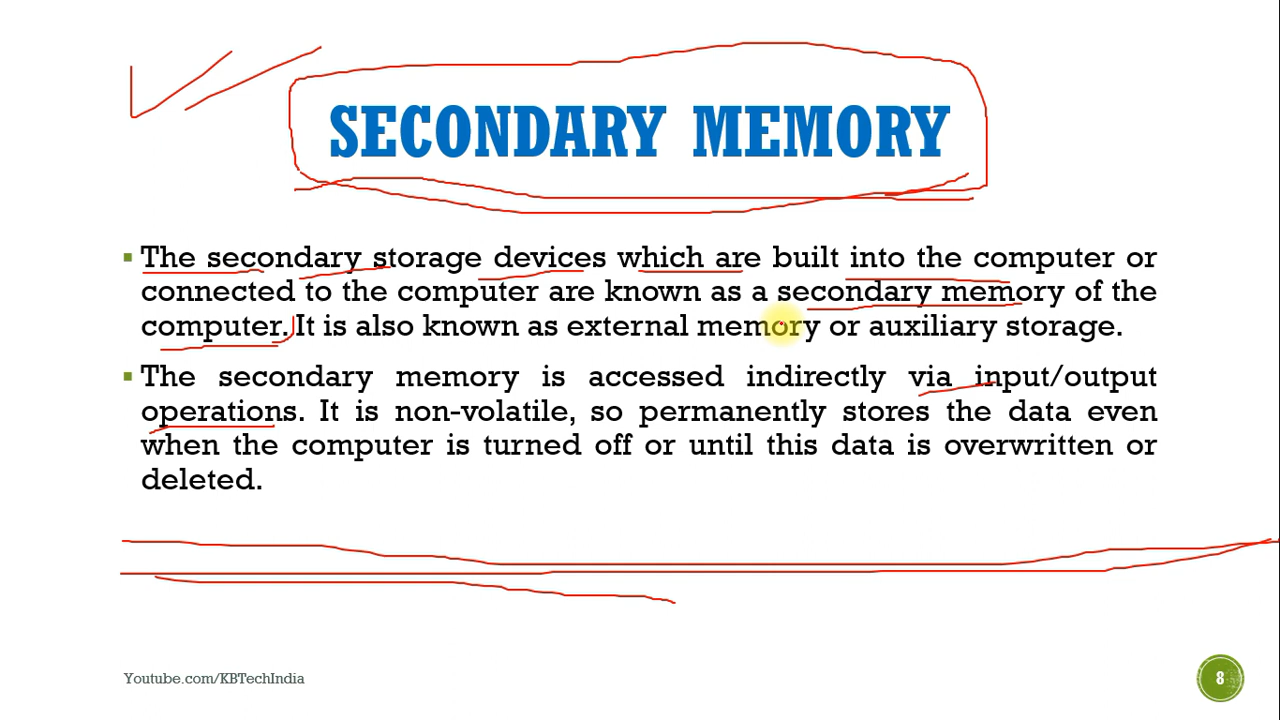 SECONDARY MEMORY
▪ The secondary storage devices which are built into the computer or
connected to the computer are known as a secondary memory of the
computer. It is also known as external memory or auxiliary storage.
▪ The secondary memory is accessed indirectly via input/output
operations. It is non-volatile, so permanently stores the data even
when the computer is turned off or until this data is overwritten or
deleted.
Youtube.com/KBTechIndia
8